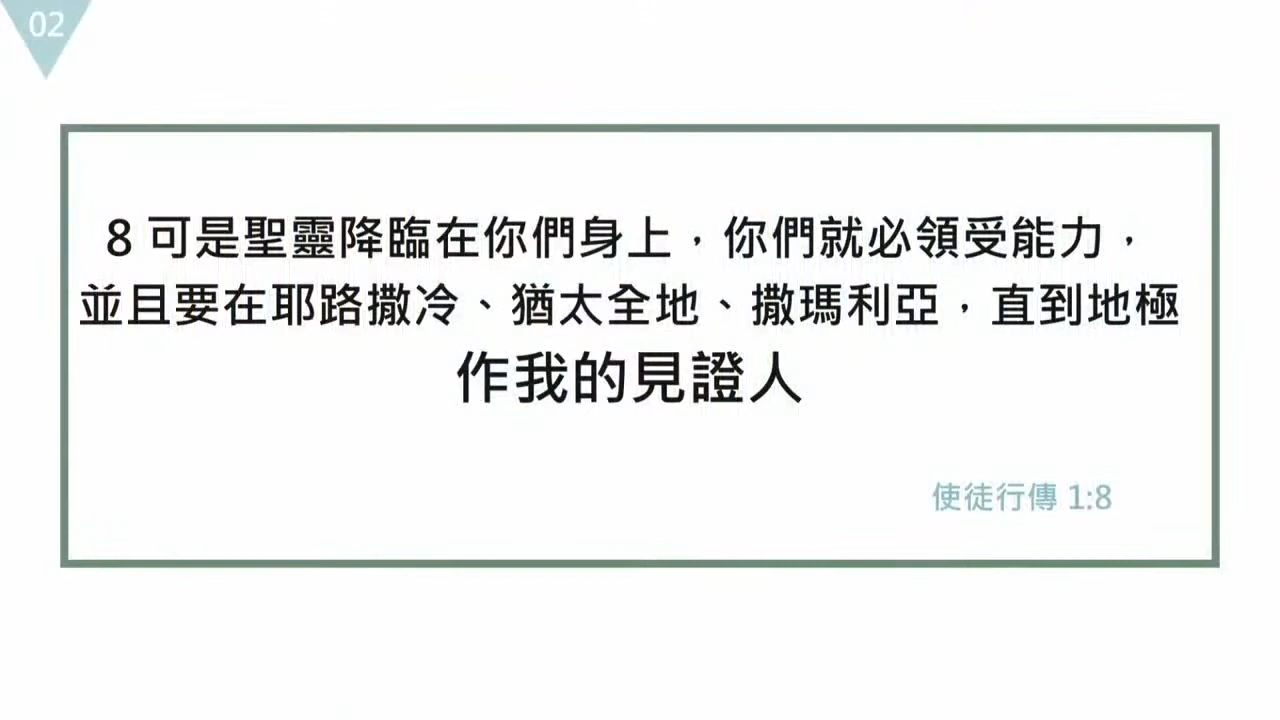 02
8 可是聖靈降臨在你們身上，你們就必領受能力，
並且要在耶路撒冷、猶太全地、撒瑪利亞，直到地極
作我的見證人
使徒行傳 1:8